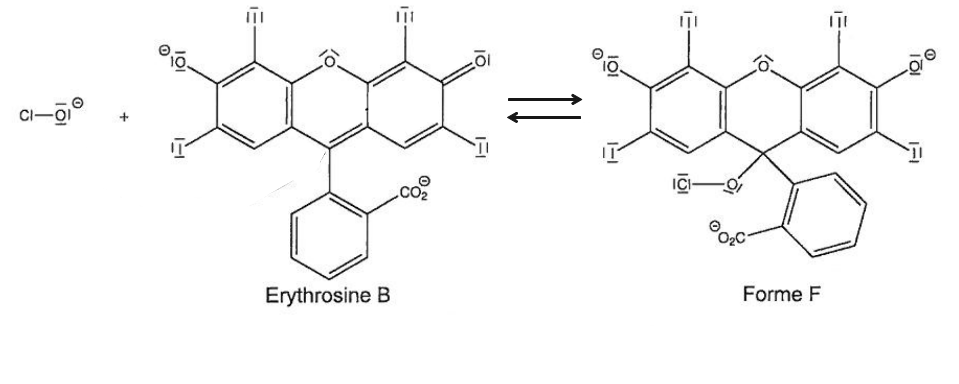 I I I I
⊖ O O O ⊖ O O O ⊖
Cl—O ⊖ + ⇌
I I I I
Cl—O
CO₂⊖ ⊖O₂C
Erythrosine B Forme F